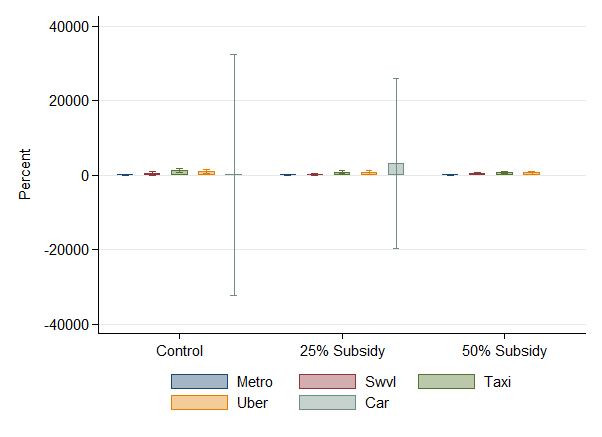 40000
20000
0
-20000
-40000
Percent
Control 25% Subsidy 50% Subsidy
Metro Swvl Taxi
Uber Car